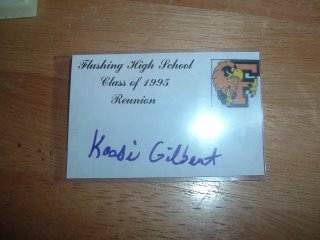 Flushing High School
Class of 1995
Reunion
F
Kassi Gilbert